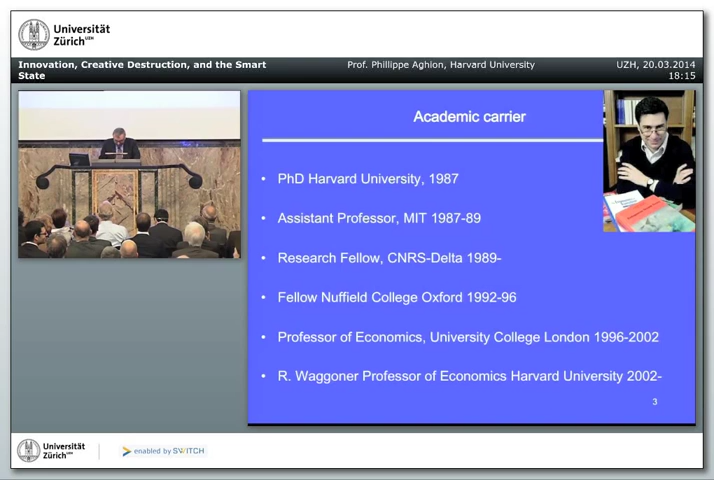 Universität
Zürich UZH
Innovation, Creative Destruction, and the Smart
State
Prof. Phillippe Aghion, Harvard University
UZH, 20.03.2014
18:15
Academic carrier
• PhD Harvard University, 1987
• Assistant Professor, MIT 1987-89
• Research Fellow, CNRS-Delta 1989-
• Fellow Nuffield College Oxford 1992-96
• Professor of Economics, University College London 1996-2002
• R. Waggoner Professor of Economics Harvard University 2002-
3
Universität
Zürich UZH
enabled by SWITCH